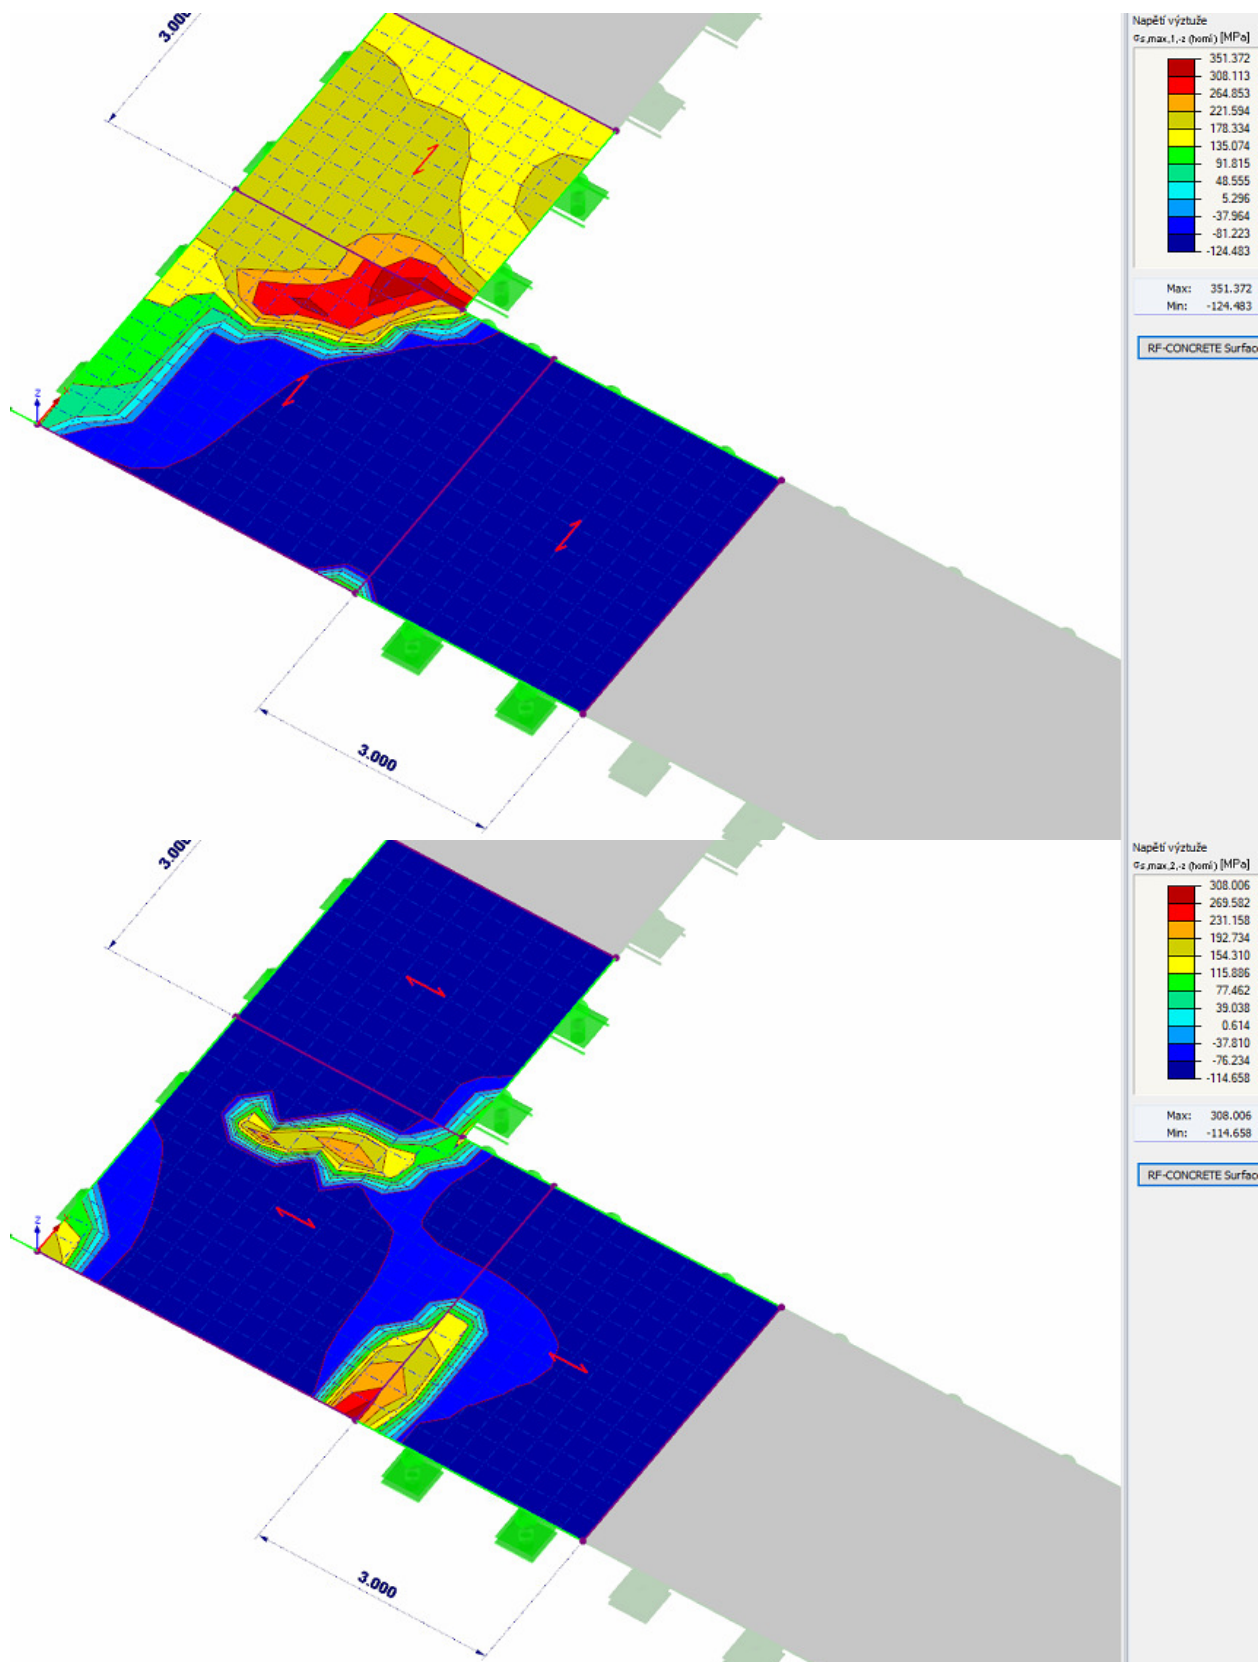 3.000
Napětí výztuže
σs,max,1,-z (horní) [MPa]
351.372
308.113
264.853
221.594
178.334
135.074
91.815
48.555
5.296
-37.964
-81.223
-124.483
Max: 351.372
Min: -124.483
RF-CONCRETE Surface
z
3.000
3.000
Napětí výztuže
σs,max,2,-z (horní) [MPa]
308.006
269.582
231.158
192.734
154.310
115.886
77.462
39.038
0.614
-37.810
-76.234
-114.658
Max: 308.006
Min: -114.658
RF-CONCRETE Surface
z
3.000